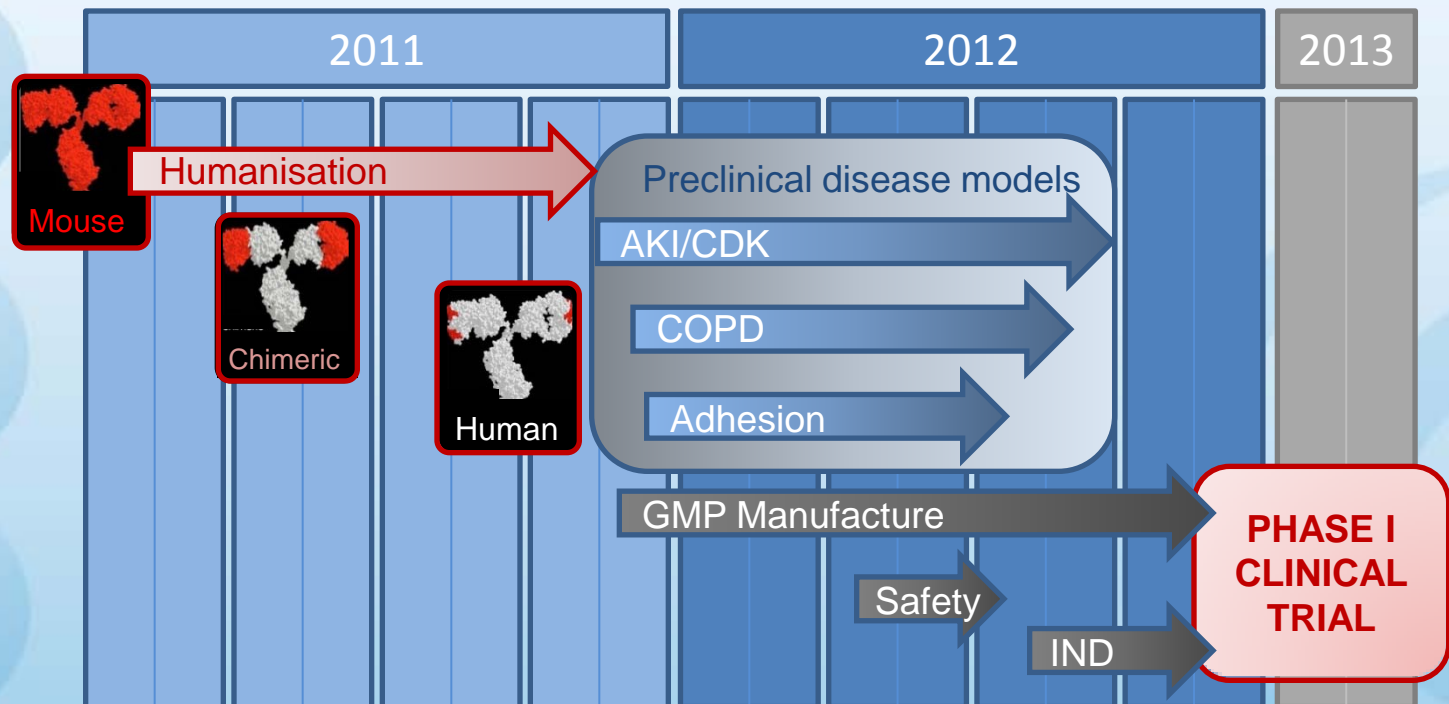 2011
2012
2013
Mouse
Humanisation
Chimeric
Human
Preclinical disease models
AKI/CDK
COPD
Adhesion
GMP Manufacture
Safety
IND
PHASE I
CLINICAL
TRIAL